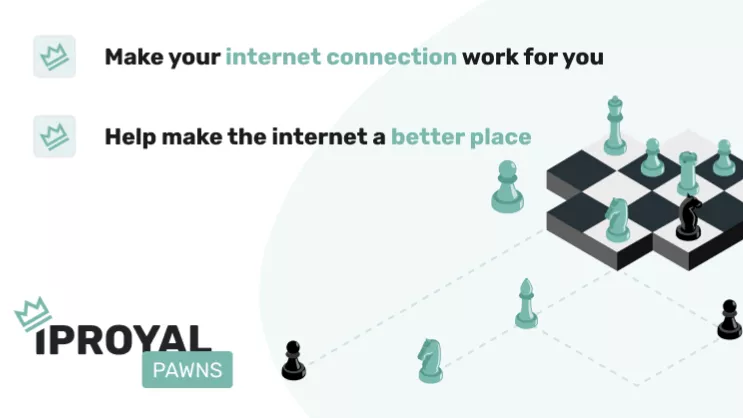 Make your internet connection work for you
Help make the internet a better place
IPROYAL
PAWNS